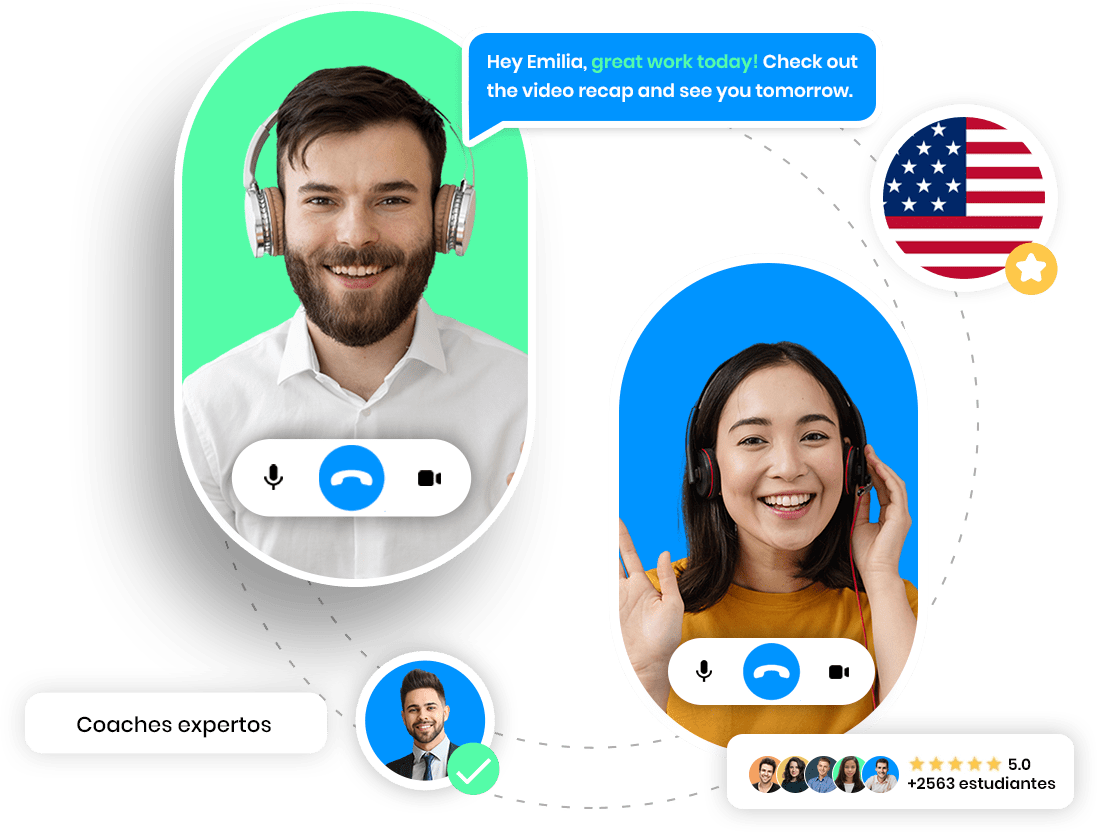 Hey Emilia, great work today! Check out
the video recap and see you tomorrow.
Coaches expertos
5.0
+2563 estudiantes